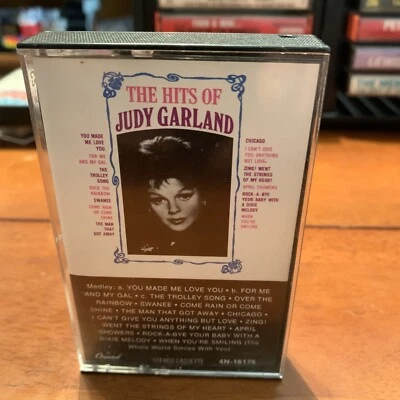 THE HITS OF
JUDY GARLAND
YOU MADE
ME LOVE
YOU
FOR ME
AND MY GAL
THE
TROLLEY
SONG
OVER THE
RAINBOW
SWANEE
COME RAIN
OR COME
SHINE
THE MAN
THAT
GOT AWAY
CHICAGO
I CAN'T GIVE
YOU ANYTHING
BUT LOVE
ZING! WENT
THE STRINGS
OF MY HEART
APRIL SHOWERS
ROCK-A-BYE
YOUR BABY WITH
A DIXIE
MELODY
WHEN
YOU'RE
SMILING
Medley: a. YOU MADE ME LOVE YOU • b. FOR ME
AND MY GAL • c. THE TROLLEY SONG • OVER THE
RAINBOW • SWANEE • COME RAIN OR COME
SHINE • THE MAN THAT GOT AWAY • CHICAGO •
I CAN'T GIVE YOU ANYTHING BUT LOVE • ZING!
WENT THE STRINGS OF MY HEART • APRIL
SHOWERS • ROCK-A-BYE YOUR BABY WITH A
DIXIE MELODY • WHEN YOU'RE SMILING (The
Whole World Smiles With You)
Capitol
STEREO CASSETTE
4N-16175